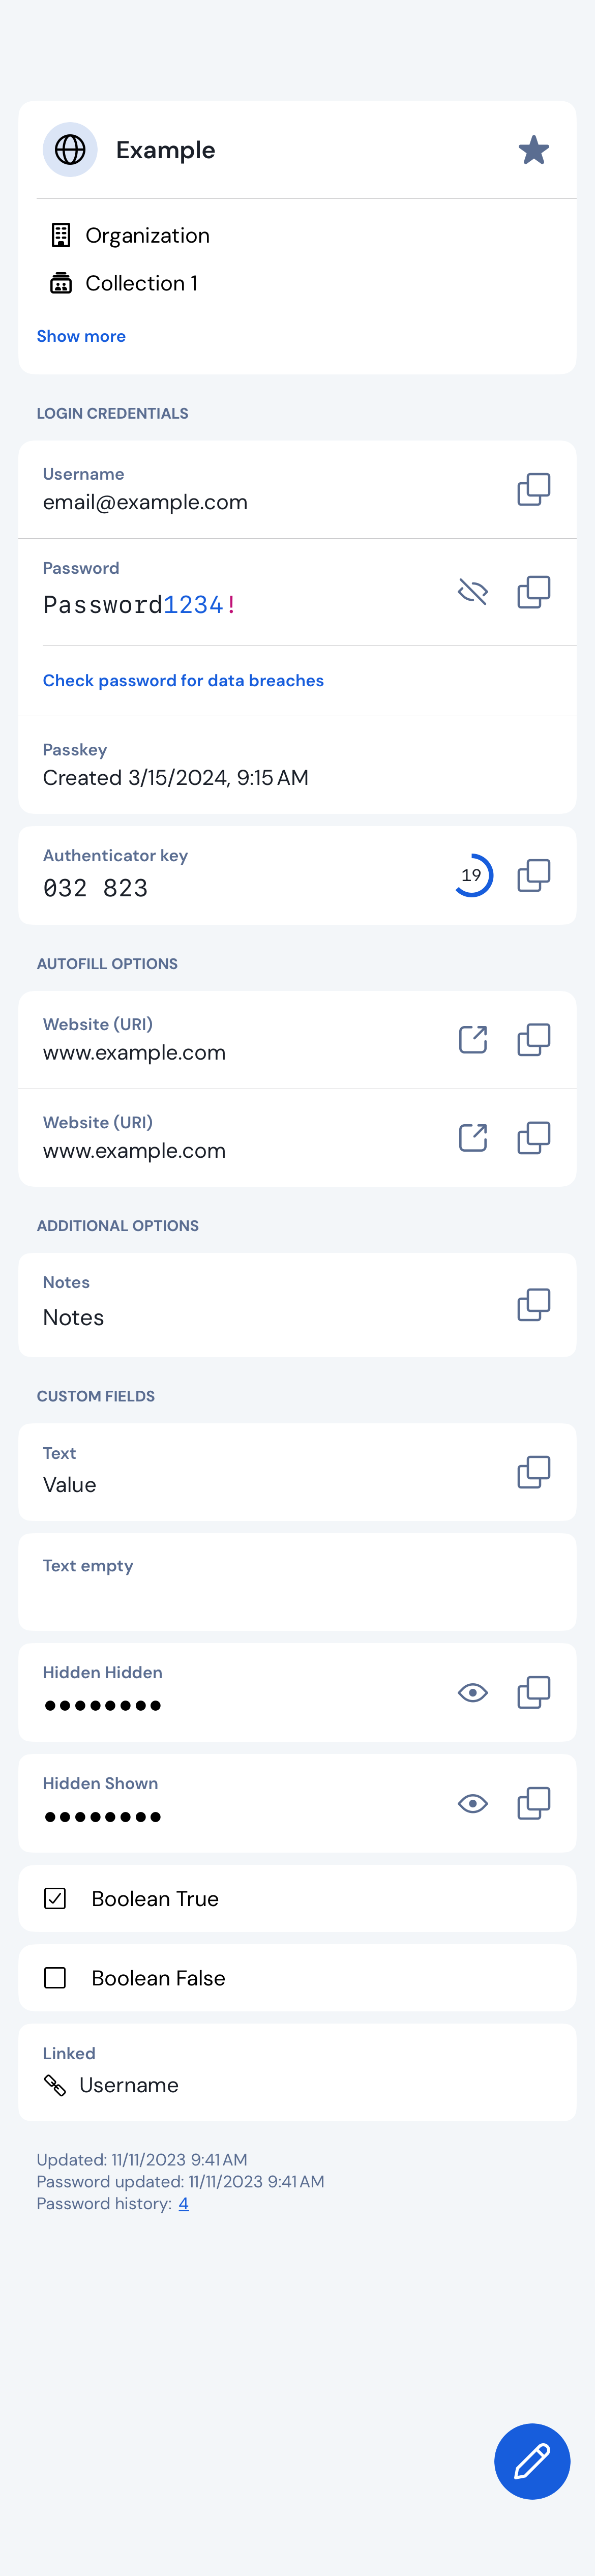 Example
Organization
Collection 1
Show more
LOGIN CREDENTIALS
Username
email@example.com
Password
Password1234!
Check password for data breaches
Passkey
Created 3/15/2024, 9:15 AM
Authenticator key
032 823
19
AUTOFILL OPTIONS
Website (URI)
www.example.com
Website (URI)
www.example.com
ADDITIONAL OPTIONS
Notes
Notes
CUSTOM FIELDS
Text
Value
Text empty
Hidden Hidden
••••••••
Hidden Shown
••••••••
Boolean True
Boolean False
Linked
Username
Updated: 11/11/2023 9:41 AM
Password updated: 11/11/2023 9:41 AM
Password history: 4